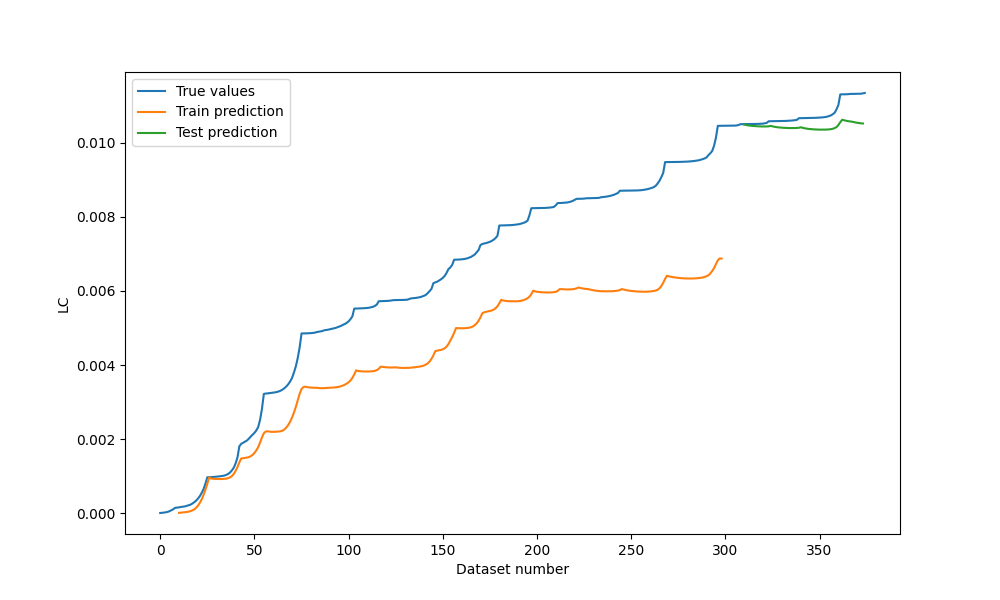 True values
Train prediction
Test prediction
0.010
0.008
0.006
0.004
0.002
0.000
LC
0 50 100 150 200 250 300 350
Dataset number